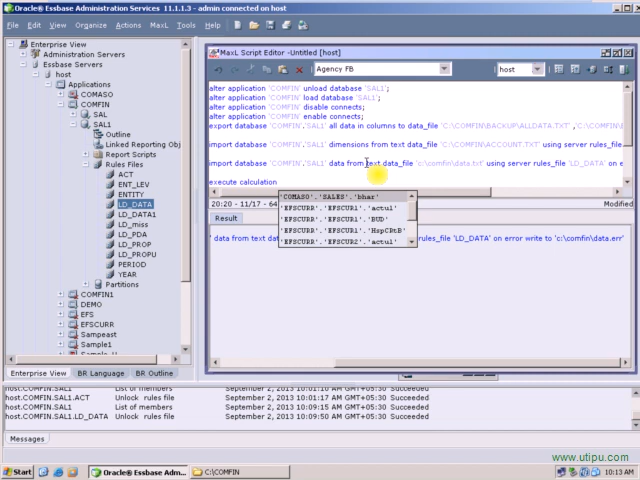 Oracle® Essbase Administration Services 11.1.1.3 - admin connected on host
File Edit View Organize Actions MaxL Tools Help
Enterprise View
Administration Servers
Essbase Servers
host
Applications
COMASO
COMFIN
SAL
SAL1
Outline
Linked Reporting Obj
Report Scripts
Rules Files
ACT
ENT_LEV
ENTITY
LD_DATA
LD_DATA1
LD_miss
LD_PDA
LD_PROP
LD_PROPU
PERIOD
YEAR
Partitions
COMFIN1
DEMO
EFS
EFSCURR
Sampeast
Sample1
Sample_U
Enterprise View BR Language BR Outline
MaxL Script Editor -Untitled [host]
Agency FB host
alter application 'COMFIN' unload database 'SAL1';
alter application 'COMFIN' load database 'SAL1';
alter application 'COMFIN' disable connects;
alter application 'COMFIN' enable connects;
export database 'COMFIN'.'SAL1' all data in columns to data_file 'C:\COMFIN\BACKUP\ALLDATA.TXT' ,'C:\COMFIN\
import database 'COMFIN'.'SAL1' dimensions from text data_file 'C:\COMFIN\ACCOUNT.TXT' using server rules_file
import database 'COMFIN'.'SAL1' data from text data_file 'c:\comfin\data.txt' using server rules_file 'LD_DATA' on e
execute calculation
'COMASO'.'SALES'.'bhar'
'EFSCURR'.'EFSCUR1'.'actul'
'EFSCURR'.'EFSCUR1'.'BUD'
'EFSCURR'.'EFSCUR1'.'HspCRtB'
'EFSCURR'.'EFSCUR2'.'actul'
20:20 - 11/17 - 64 Modified
Result
' data from text dat rules_file 'LD_DATA' on error write to 'c:\comfin\data.err'
host.COMFIN.SAL1 List of members September 2, 2013 10:01:16 AM GMT+05:30 Succeeded
host.COMFIN.SAL1.ACT Unlock rules file September 2, 2013 10:01:17 AM GMT+05:30 Succeeded
host.COMFIN.SAL1 List of members September 2, 2013 10:09:15 AM GMT+05:30 Succeeded
host.COMFIN.SAL1.LD_DATA Unlock rules file September 2, 2013 10:09:50 AM GMT+05:30 Succeeded
Messages
www.utipu.com
Start Oracle® Essbase Adm... C:\COMFIN 10:13 AM